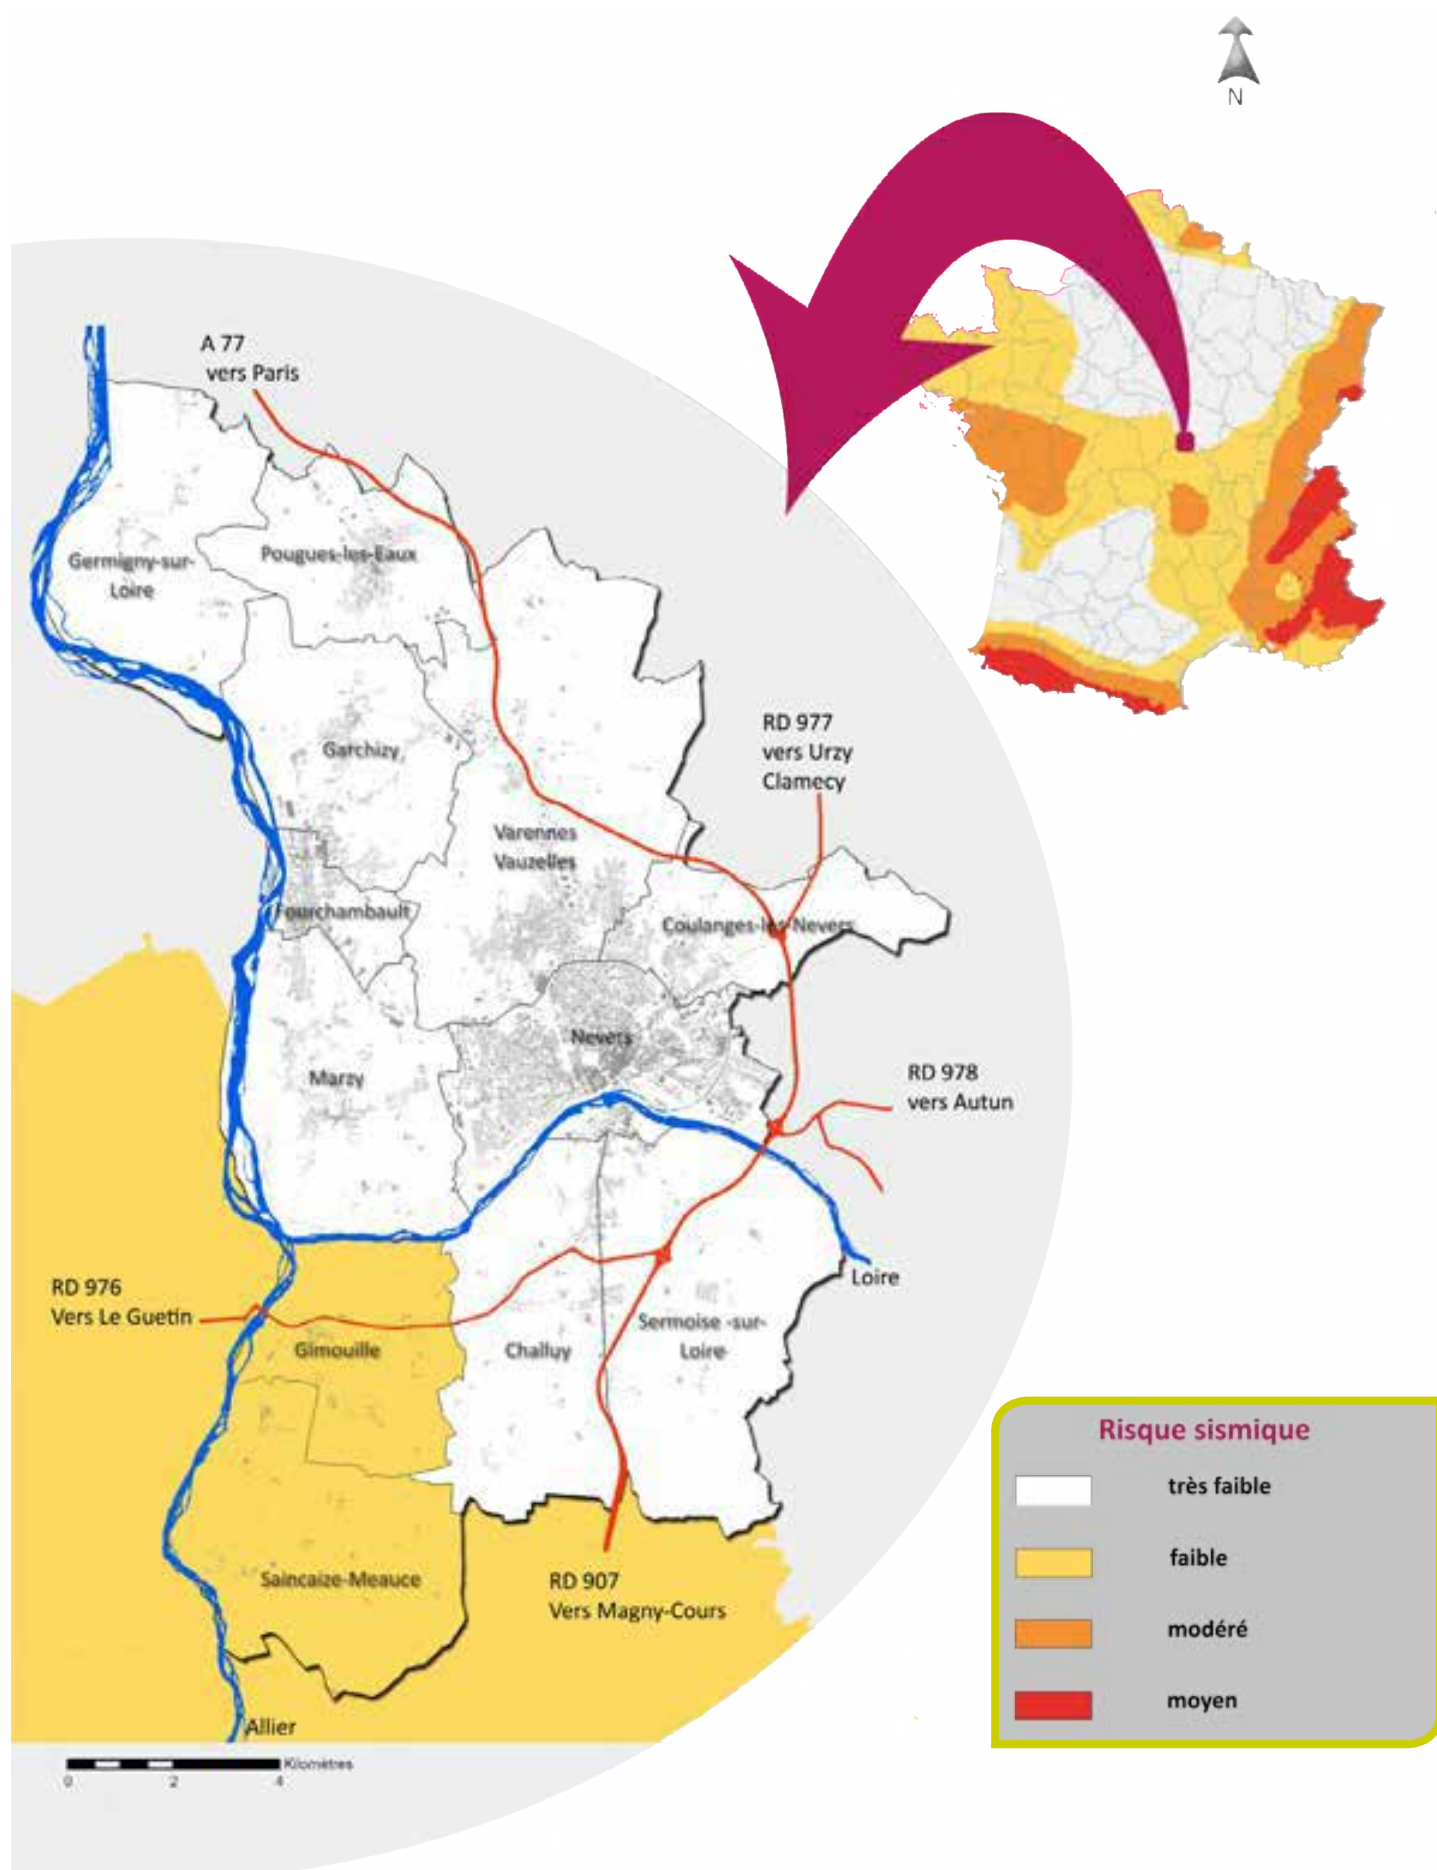 N
A 77
vers Paris
Germigny-sur-
Loire
Pougues-les-Eaux
RD 977
vers Urzy
Clamecy
Garchizy
Varennes
Vauzelles
Fourchambault
Coulanges-les-Nevers
Nevers
Marzy
RD 978
vers Autun
Loire
RD 976
Vers Le Guetin
Gimouille
Challuy
Sermoise -sur-
Loire
Saincaize-Meauce
RD 907
Vers Magny-Cours
Allier
Kilomètres
0 2 4
Risque sismique
très faible
faible
modéré
moyen